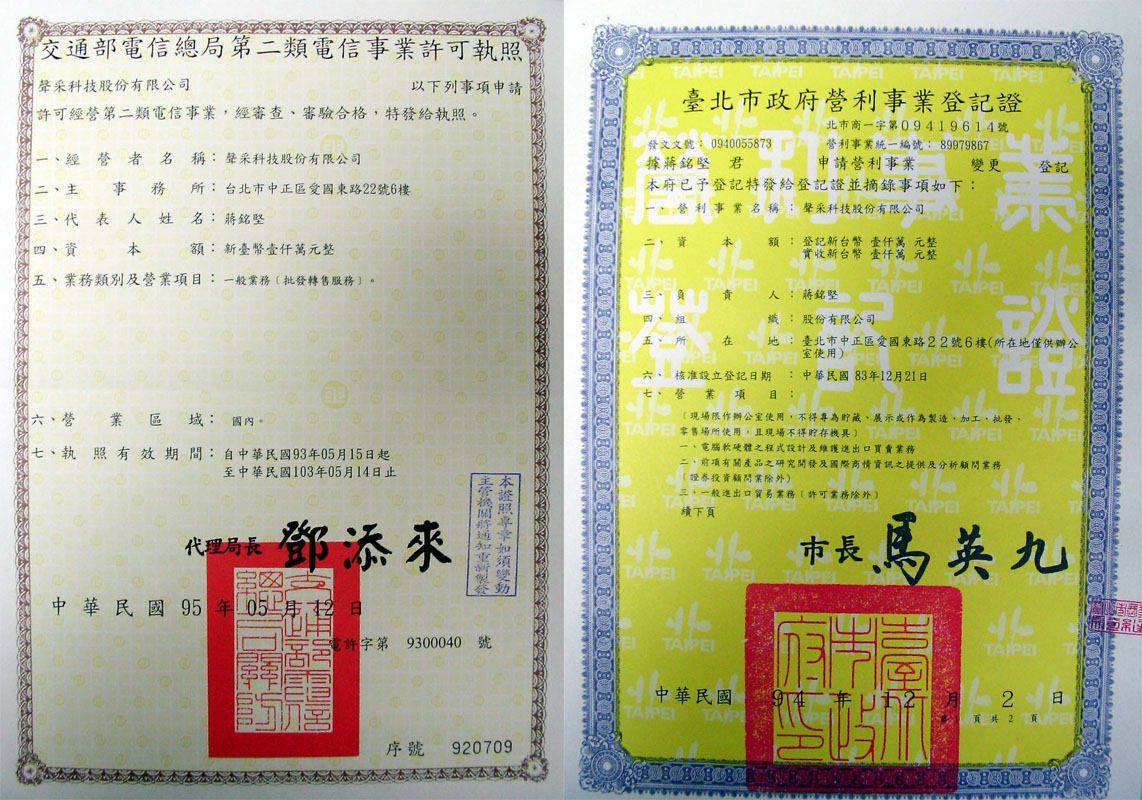 交通部電信總局第二類電信事業許可執照
聲采科技股份有限公司 以下列事項申請
許可經營第二類電信事業，經審查、審驗合格，特發給執照。
一、經營者名稱：聲采科技股份有限公司
二、主事務所：台北市中正區愛國東路22號6樓
三、代表人姓名：蔣銘堅
四、資本額：新臺幣壹仟萬元整
五、業務類別及營業項目：一般業務〔批發轉售服務〕。
六、營業區域：國內。
七、執照有效期間：自中華民國93年05月15日起
至中華民國103年05月14日止
本證照專章如須變動
主管機關將通知重新製發
代理局長 鄧添來
中華民國 95 年 05 月 12 日
電許字第 9300040 號
序號 920709
臺北市政府營利事業登記證
北市商一字第09419614號
發文文號：0940055873 營利事業統一編號：89979867
據蔣銘堅 君 申請營利事業 變更 登記
本府已予登記特發給登記證並摘錄事項如下：
一、營利事業名稱：聲采科技股份有限公司
二、資本額：登記新台幣 壹仟萬 元整
實收新台幣 壹仟萬 元整
三、負責人：蔣銘堅
四、組織：股份有限公司
五、所在地：臺北市中正區愛國東路22號6樓(所在地僅供辦公
室使用)
六、核准設立登記日期：中華民國 83年12月21日
七、營業項目：
〔現場限作辦公室使用，不得專為貯藏、展示或作為製造、加工、批發、
零售場所使用，且現場不得貯存機具〕
一、電腦軟硬體之程式設計及維護進出口買賣業務
二、前項有關產品之研究開發及國際商情資訊之提供及分析顧問業務
〔證券投資顧問業除外〕
三、一般進出口貿易業務〔許可業務除外〕
續下頁
市長 馬英九
中華民國 94 年 12 月 2 日
頁共2頁
營利事業
登記證
臺北市政府印
TAIPEI